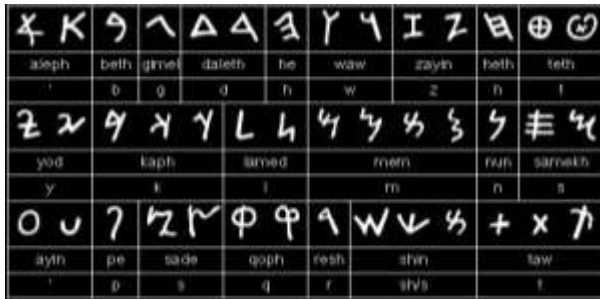 𐤀 𐤀 𐤁 𐤂 𐤃 𐤃 𐤄 𐤅 𐤅 𐤆 𐤆 𐤇 𐤈 𐤈
aleph beth gimel daleth he waw zayin heth teth
' b g d h w z h t
𐤉 𐤉 𐤊 𐤊 𐤊 𐤋 𐤋 𐤌 𐤌 𐤌 𐤌 𐤍 𐤎 𐤎
yod kaph lamed mem nun samekh
y k l m n s
𐤏 𐤏 𐤐 𐤑 𐤑 𐤒 𐤒 𐤓 𐤔 𐤔 𐤔 𐤕 𐤕 𐤕
ayin pe sade qoph resh shin taw
' p s q r sh/s t